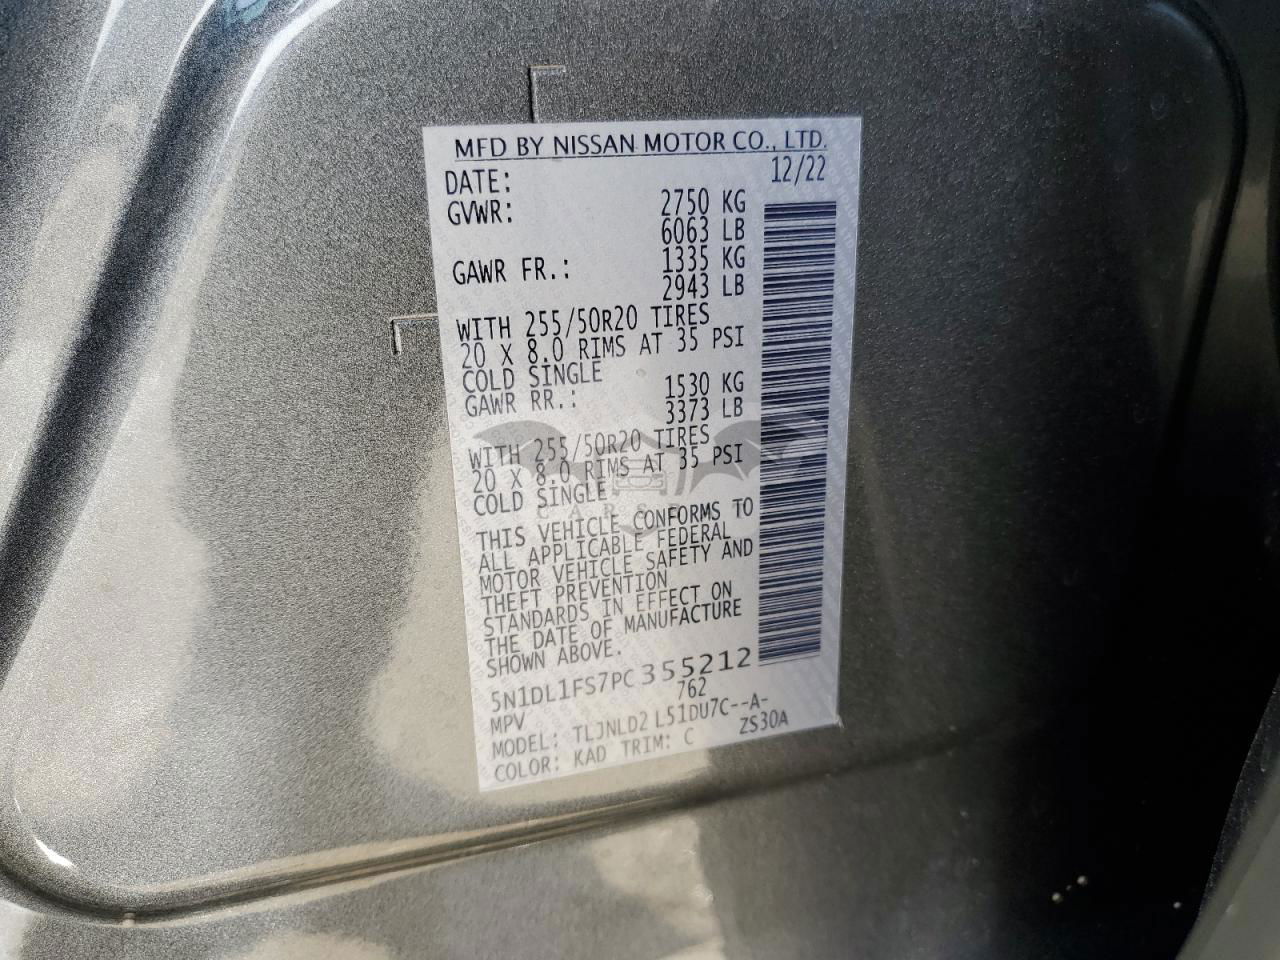 MFD BY NISSAN MOTOR CO., LTD.
DATE: 12/22
GVWR: 2750 KG
6063 LB
GAWR FR.: 1335 KG
2943 LB
WITH 255/50R20 TIRES
20 X 8.0 RIMS AT 35 PSI
COLD SINGLE
GAWR RR.: 1530 KG
3373 LB
WITH 255/50R20 TIRES
20 X 8.0 RIMS AT 35 PSI
COLD SINGLE
THIS VEHICLE CONFORMS TO
ALL APPLICABLE FEDERAL
MOTOR VEHICLE SAFETY AND
THEFT PREVENTION
STANDARDS IN EFFECT ON
THE DATE OF MANUFACTURE
SHOWN ABOVE.
5N1DL1FS7PC355212
MPV 762
MODEL: TLJNLD2 L51DU7C--A-
COLOR: KAD TRIM: C ZS30A